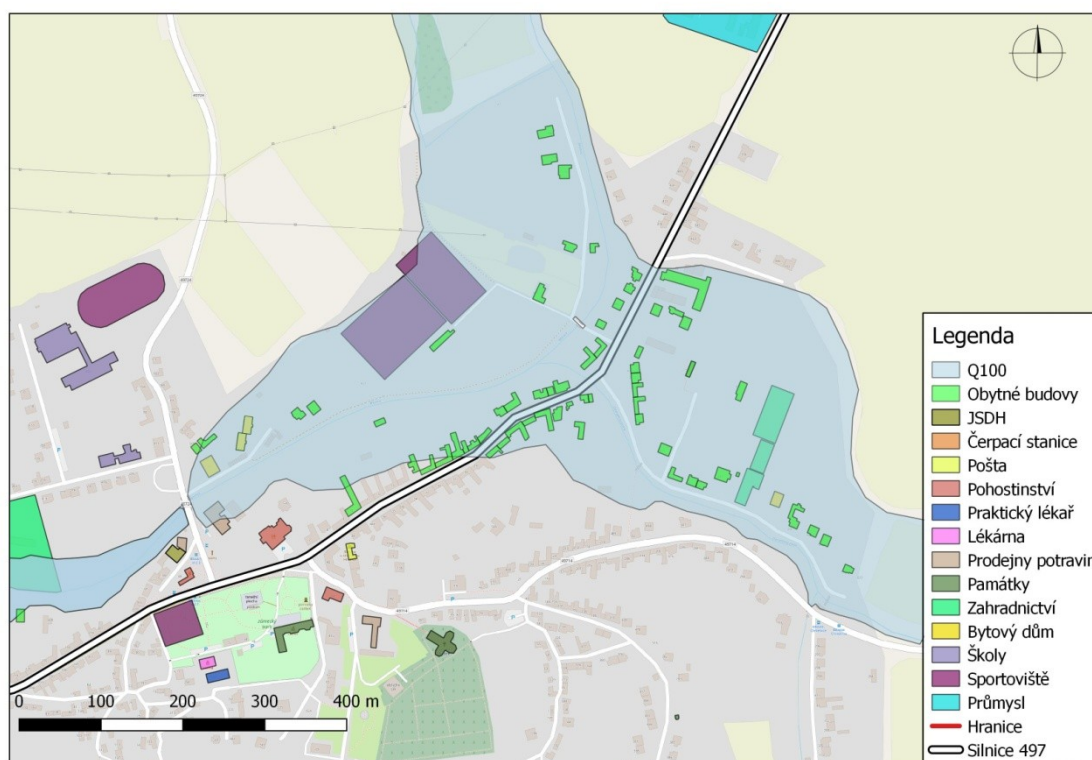 Legenda
Q100
Obytné budovy
JSDH
Čerpací stanice
Pošta
Pohostinství
Praktický lékař
Lékárna
Prodejny potravin
Památky
Zahradnictví
Bytový dům
Školy
Sportoviště
Průmysl
Hranice
Silnice 497
100 0 100 200 300 400 m